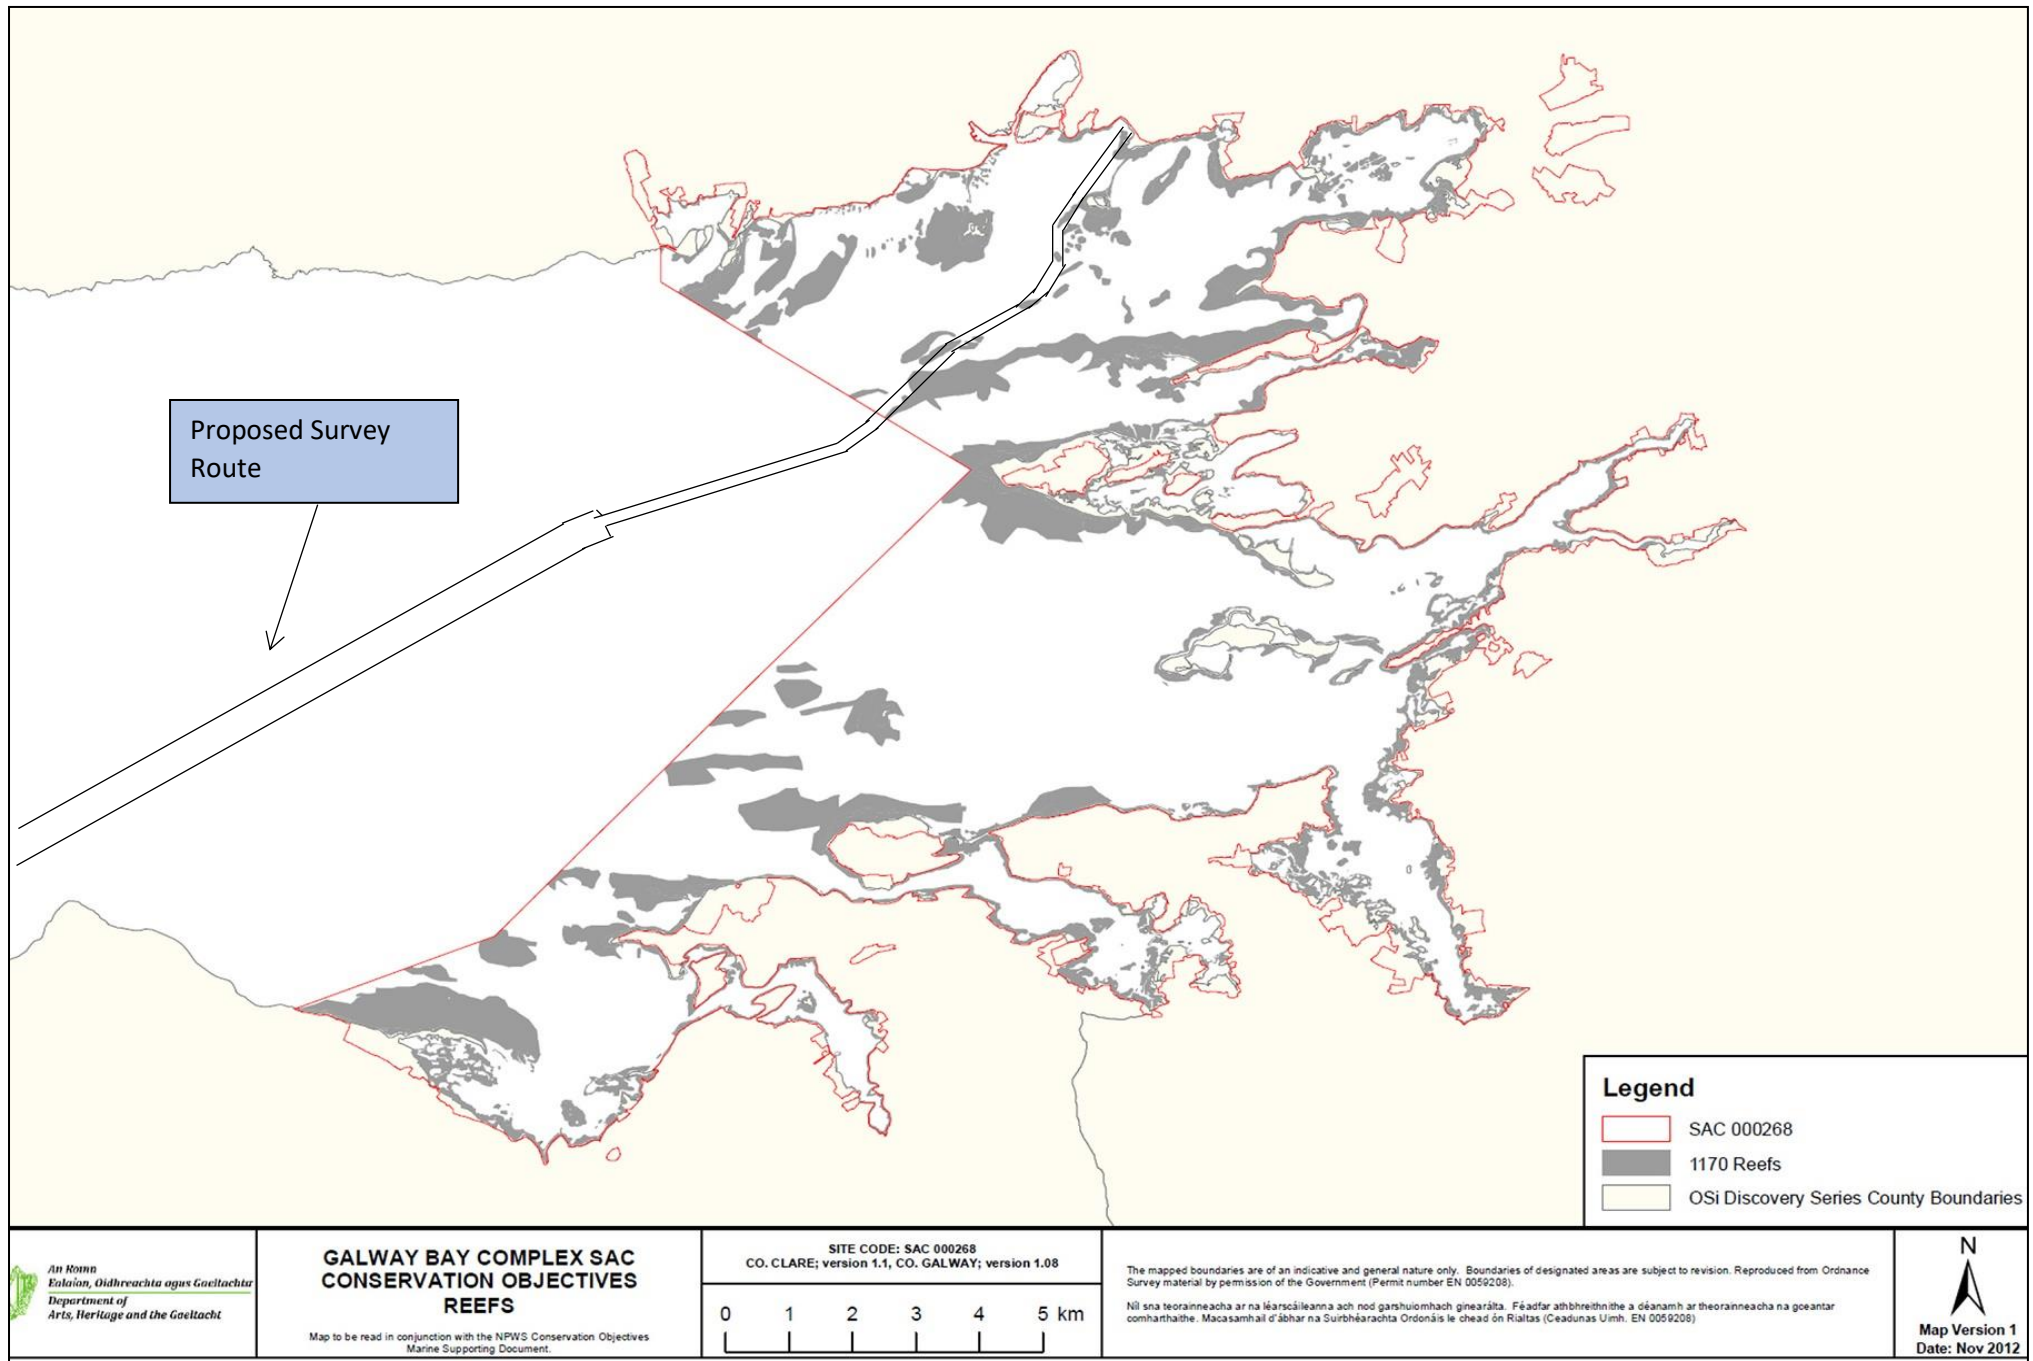 Proposed Survey
Route
Legend
SAC 000268
1170 Reefs
OSi Discovery Series County Boundaries
An Roinn
Ealaíon, Oidhreachta agus Gaeltachta
Department of
Arts, Heritage and the Gaeltacht
GALWAY BAY COMPLEX SAC
CONSERVATION OBJECTIVES
REEFS
Map to be read in conjunction with the NPWS Conservation Objectives
Marine Supporting Document.
SITE CODE: SAC 000268
CO. CLARE; version 1.1, CO. GALWAY; version 1.08
0 1 2 3 4 5 km
The mapped boundaries are of an indicative and general nature only. Boundaries of designated areas are subject to revision. Reproduced from Ordnance
Survey material by permission of the Government (Permit number EN 0059208).
Níl sna teorainneacha ar na léarscáileanna ach nod garshuiomhach ginearálta. Féadfar athbhreithnithe a déanamh ar theorainneacha na gceantar
comharthaithe. Macasamhail d'ábhar na Suirbhéarachta Ordonáis le chead ón Rialtas (Ceadunas Uimh. EN 0059208)
N
Map Version 1
Date: Nov 2012